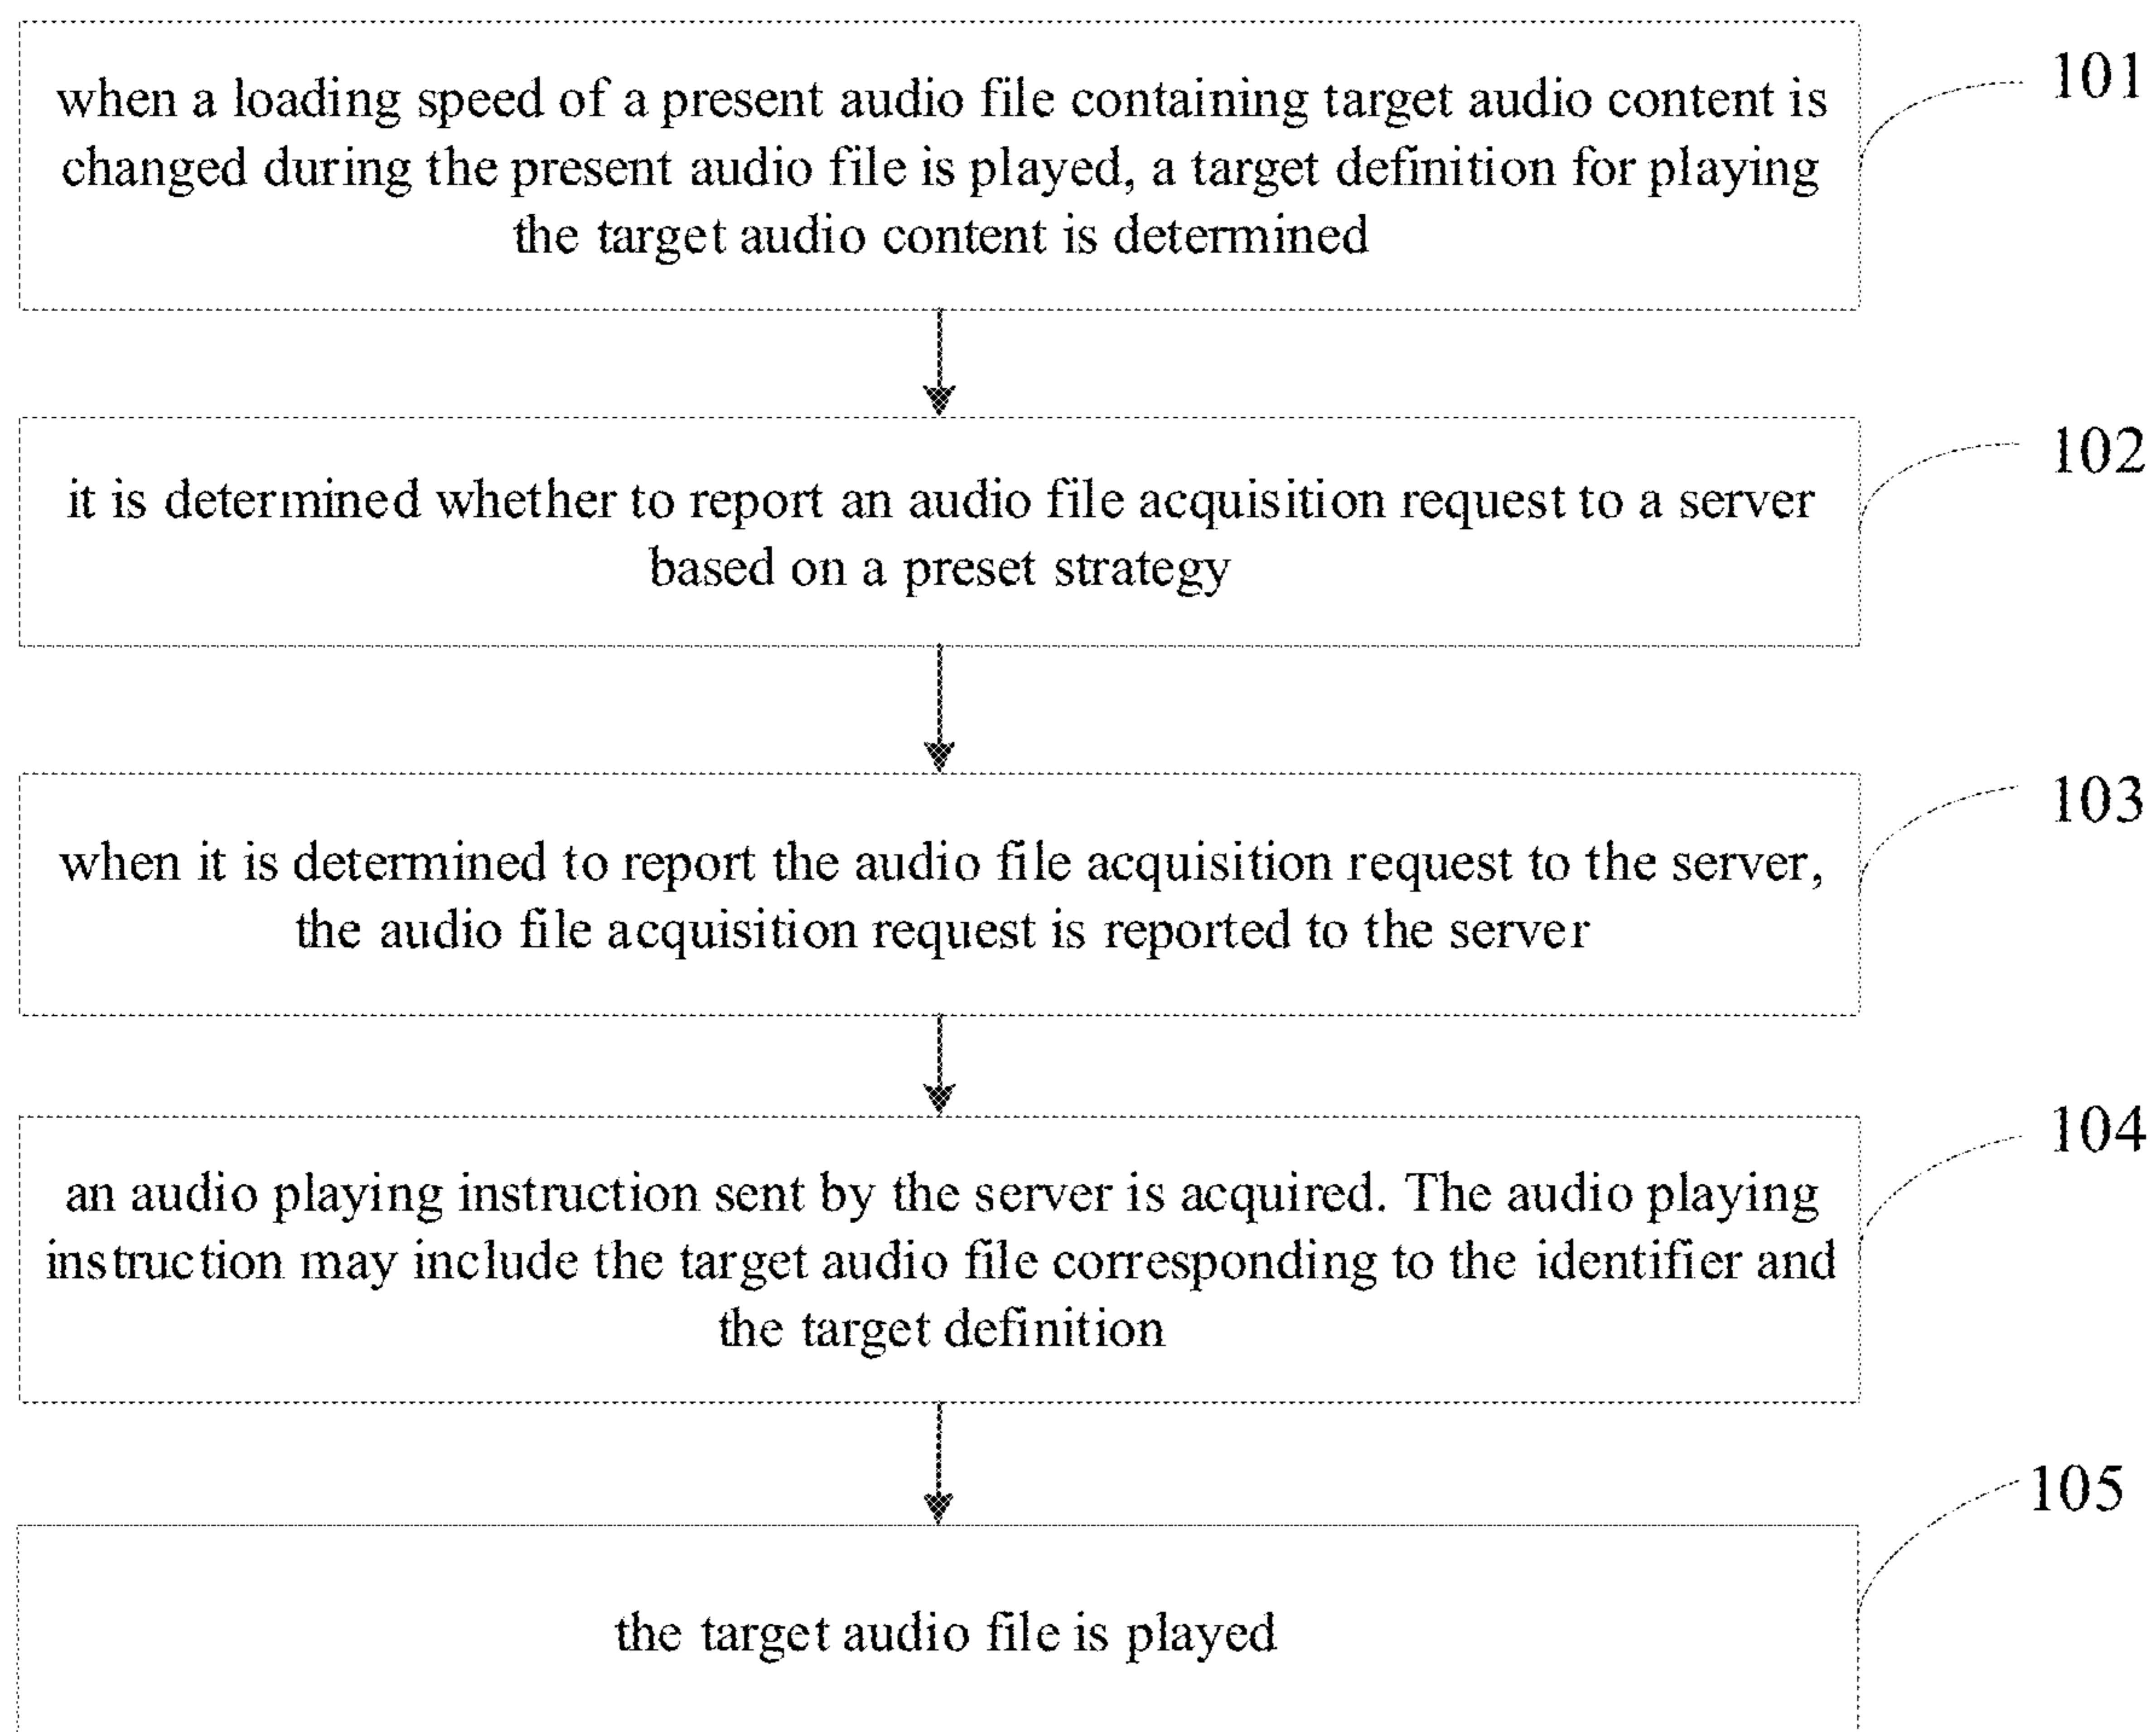 when a loading speed of a present audio file containing target audio content is
changed during the present audio file is played, a target definition for playing
the target audio content is determined
101
it is determined whether to report an audio file acquisition request to a server
based on a preset strategy
102
when it is determined to report the audio file acquisition request to the server,
the audio file acquisition request is reported to the server
103
an audio playing instruction sent by the server is acquired. The audio playing
instruction may include the target audio file corresponding to the identifier and
the target definition
104
the target audio file is played
105